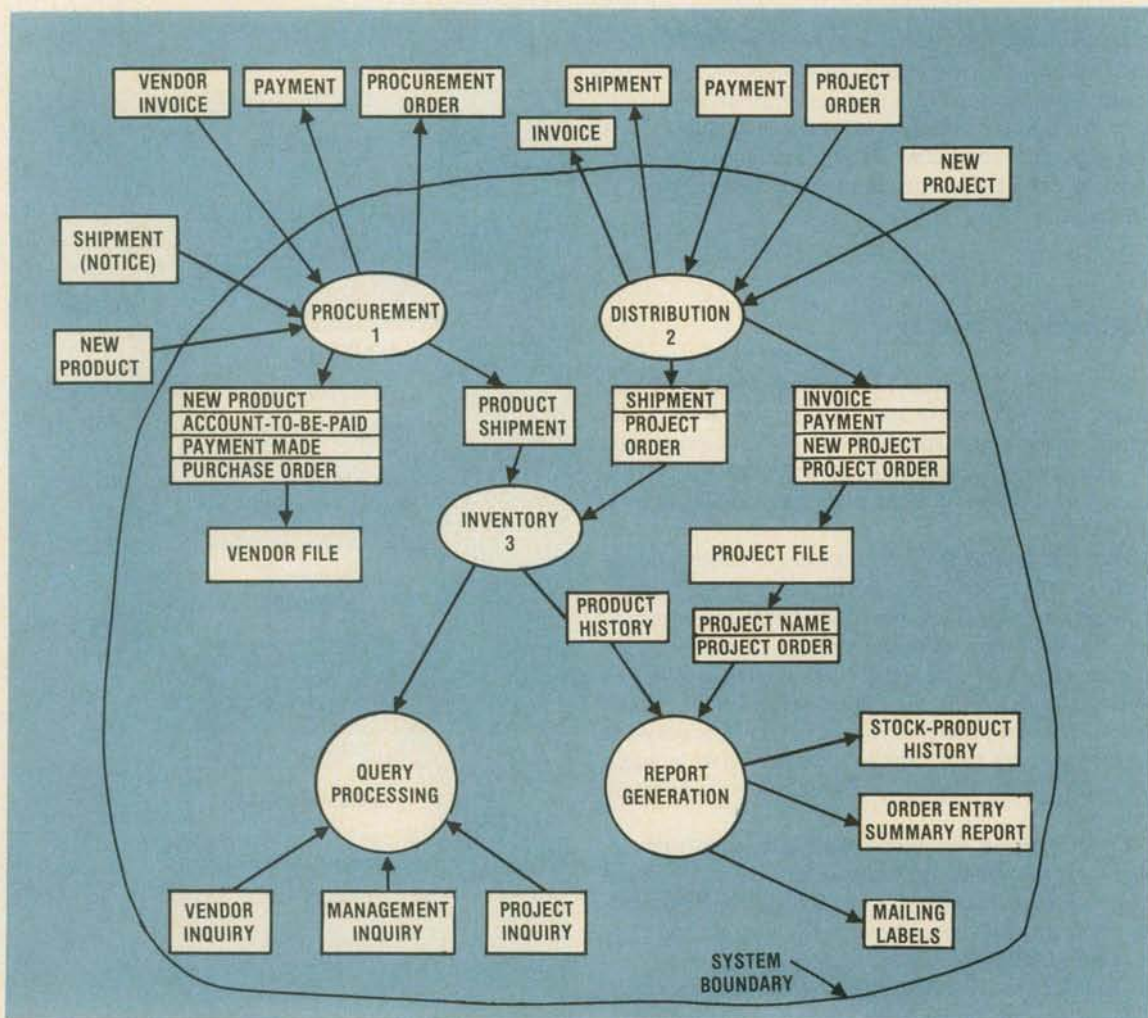 VENDOR
INVOICE
PAYMENT
PROCUREMENT
ORDER
SHIPMENT
INVOICE
PAYMENT
PROJECT
ORDER
NEW
PROJECT
SHIPMENT
(NOTICE)
NEW
PRODUCT
PROCUREMENT
1
DISTRIBUTION
2
NEW PRODUCT
ACCOUNT-TO-BE-PAID
PAYMENT MADE
PURCHASE ORDER
PRODUCT
SHIPMENT
SHIPMENT
PROJECT
ORDER
INVOICE
PAYMENT
NEW PROJECT
PROJECT ORDER
VENDOR FILE
INVENTORY
3
PROJECT FILE
PRODUCT
HISTORY
PROJECT NAME
PROJECT ORDER
QUERY
PROCESSING
REPORT
GENERATION
STOCK-PRODUCT
HISTORY
ORDER ENTRY
SUMMARY REPORT
MAILING
LABELS
VENDOR
INQUIRY
MANAGEMENT
INQUIRY
PROJECT
INQUIRY
SYSTEM
BOUNDARY